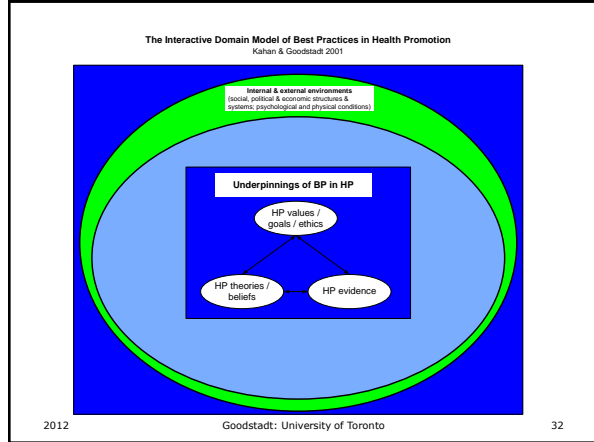 The Interactive Domain Model of Best Practices in Health Promotion
Kahan & Goodstadt 2001
Internal & external environments
(social, political & economic structures &
systems; psychological and physical conditions)
Underpinnings of BP in HP
HP values /
goals / ethics
HP theories /
beliefs
HP evidence
2012
Goodstadt: University of Toronto
32